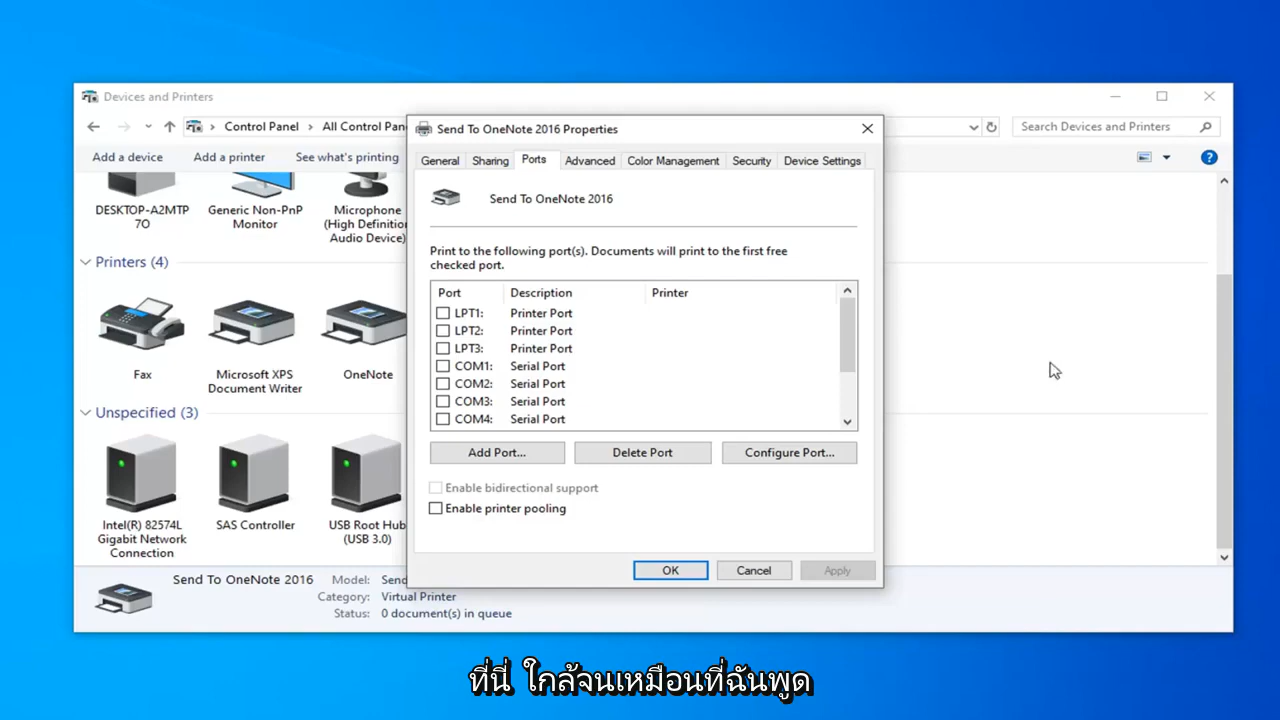 Devices and Printers
Control Panel
All Control Pan
Search Devices and Printers
Add a device
Add a printer
See what's printing
DESKTOP-A2MTP
7O
Generic Non-PnP
Monitor
Microphone
(High Definition
Audio Device)
Printers (4)
Fax
Microsoft XPS
Document Writer
OneNote
Unspecified (3)
Intel(R) 82574L
Gigabit Network
Connection
SAS Controller
USB Root Hub
(USB 3.0)
Send To OneNote 2016
Model: Send
Category: Virtual Printer
Status: 0 document(s) in queue
Send To OneNote 2016 Properties
General Sharing Ports Advanced Color Management Security Device Settings
Send To OneNote 2016
Print to the following port(s). Documents will print to the first free
checked port.
Port Description Printer
LPT1: Printer Port
LPT2: Printer Port
LPT3: Printer Port
COM1: Serial Port
COM2: Serial Port
COM3: Serial Port
COM4: Serial Port
Add Port... Delete Port Configure Port...
Enable bidirectional support
Enable printer pooling
OK Cancel Apply
ที่นี่ ใกล้จนเหมือนที่ฉันพูด